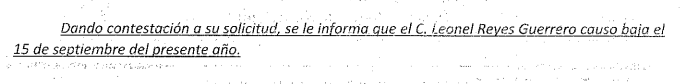 Dando contestación a su solicitud, se le informa que el C. Leonel Reyes Guerrero causo baja el
15 de septiembre del presente año.